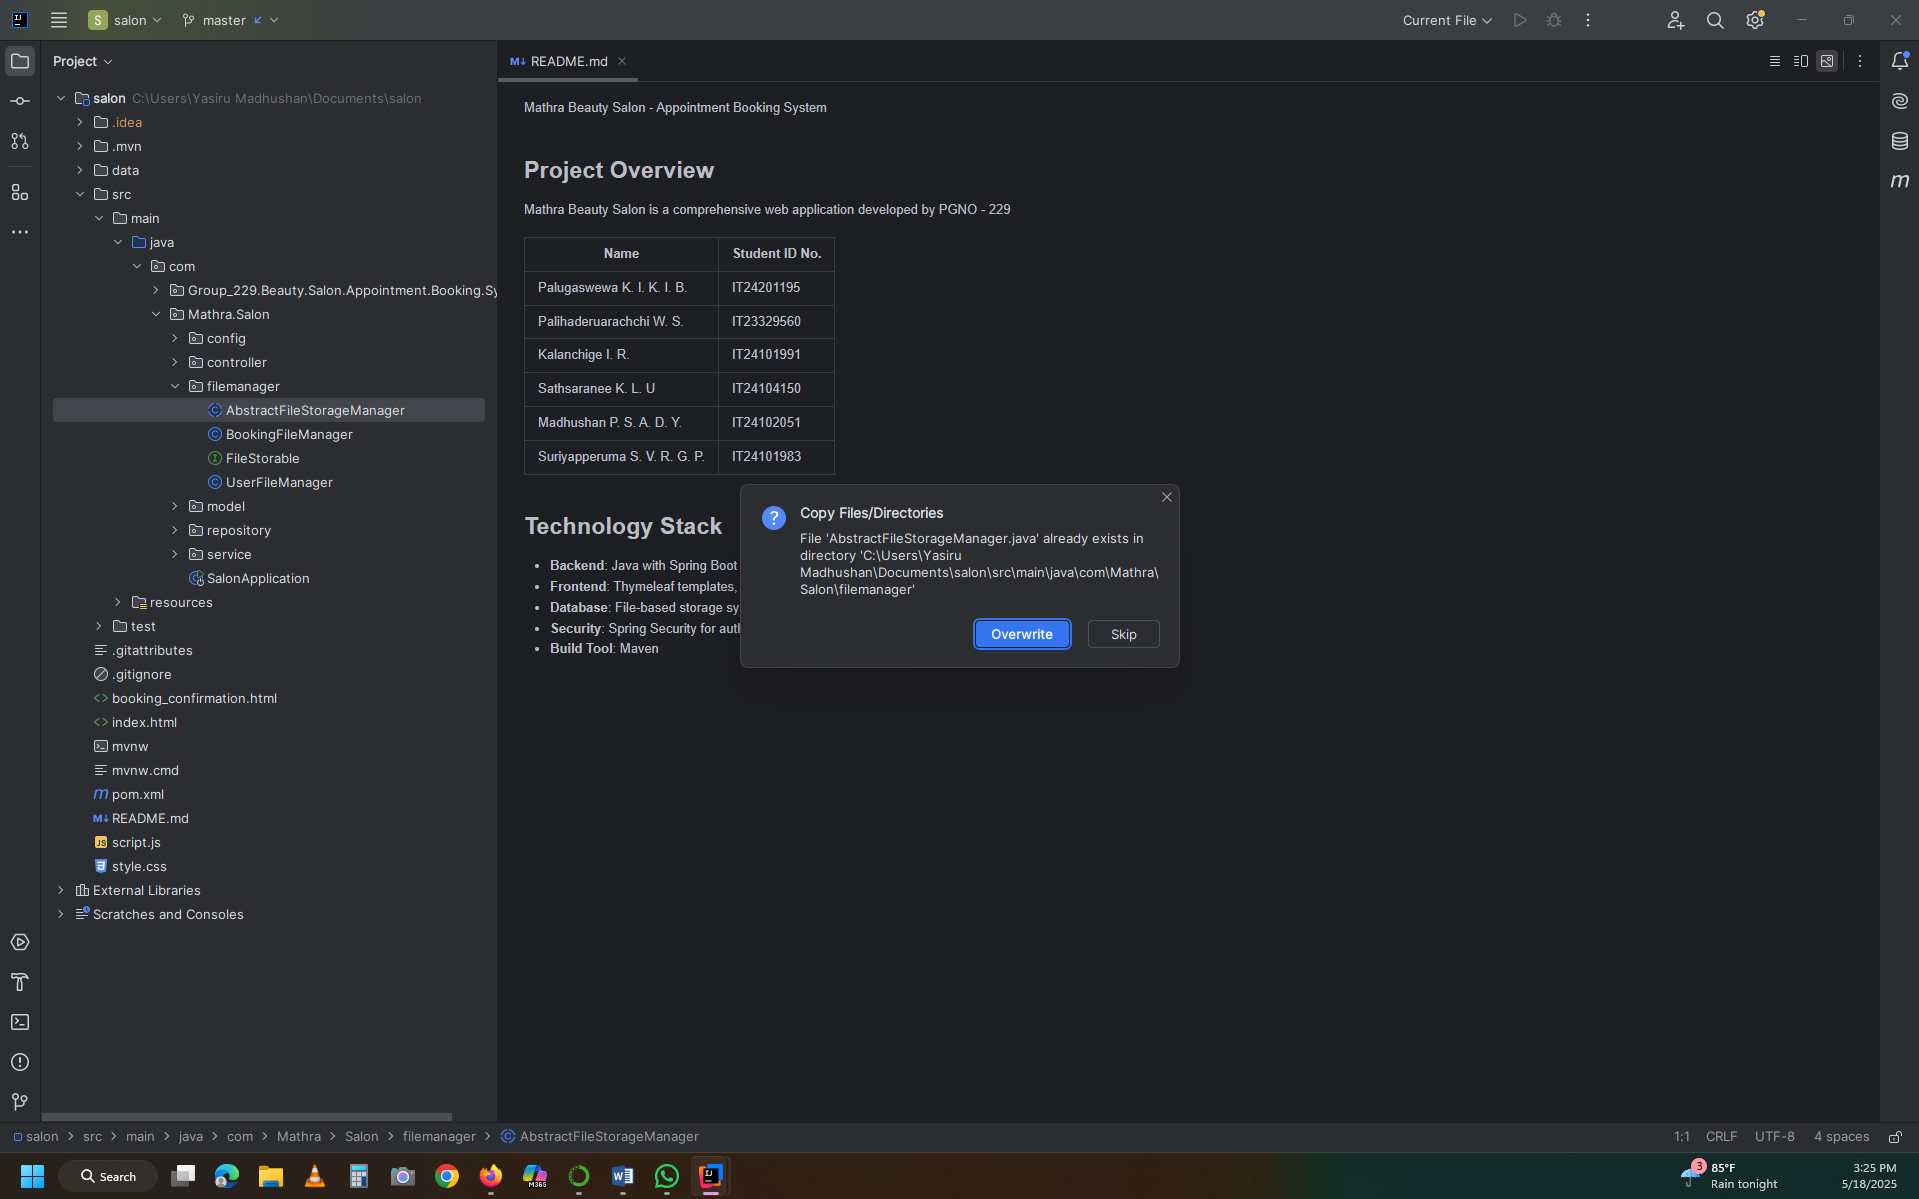 S salon
master
Current File
Project
README.md
salon C:\Users\Yasiru Madhushan\Documents\salon
.idea
.mvn
data
src
main
java
com
Group_229.Beauty.Salon.Appointment.Booking.Sy
Mathra.Salon
config
controller
filemanager
AbstractFileStorageManager
BookingFileManager
FileStorable
UserFileManager
model
repository
service
SalonApplication
resources
test
.gitattributes
.gitignore
booking_confirmation.html
index.html
mvnw
mvnw.cmd
pom.xml
README.md
script.js
style.css
External Libraries
Scratches and Consoles
Mathra Beauty Salon - Appointment Booking System
Project Overview
Mathra Beauty Salon is a comprehensive web application developed by PGNO - 229
Name Student ID No.
Palugaswewa K. I. K. I. B. IT24201195
Palihaderuarachchi W. S. IT23329560
Kalanchige I. R. IT24101991
Sathsaranee K. L. U IT24104150
Madhushan P. S. A. D. Y. IT24102051
Suriyapperuma S. V. R. G. P. IT24101983
Technology Stack
Backend: Java with Spring Boot
Frontend: Thymeleaf templates,
Database: File-based storage sy
Security: Spring Security for aut
Build Tool: Maven
Copy Files/Directories
File 'AbstractFileStorageManager.java' already exists in
directory 'C:\Users\Yasiru
Madhushan\Documents\salon\src\main\java\com\Mathra\
Salon\filemanager'
Overwrite
Skip
salon > src > main > java > com > Mathra > Salon > filemanager > AbstractFileStorageManager
1:1 CRLF UTF-8 4 spaces
Search
M365
3
85°F
Rain tonight
3:25 PM
5/18/2025